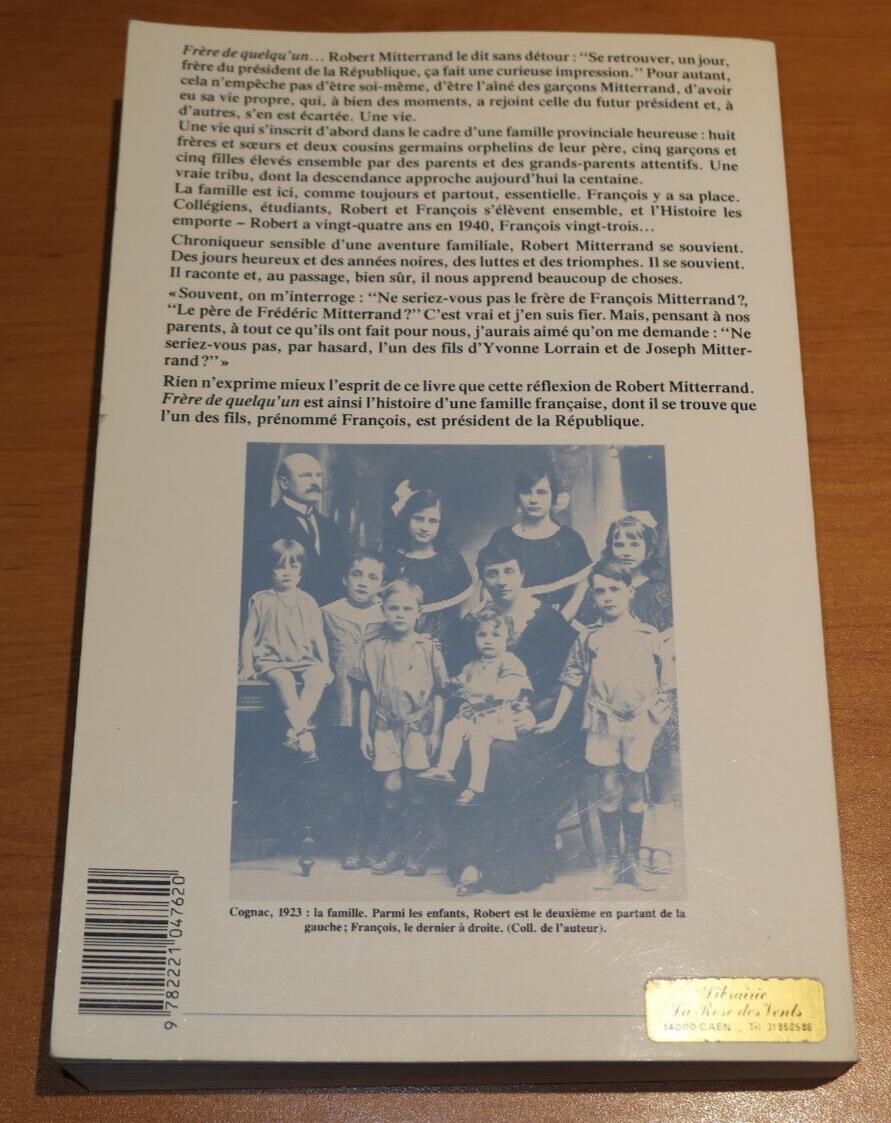 Frère de quelqu'un... Robert Mitterrand le dit sans détour : "Se retrouver, un jour,
frère du président de la République, ça fait une curieuse impression." Pour autant,
cela n'empêche pas d'être soi-même, d'être l'aîné des garçons Mitterrand, d'avoir
eu sa vie propre, qui, à bien des moments, a rejoint celle du futur président et, à
d'autres, s'en est écartée. Une vie.
Une vie qui s'inscrit d'abord dans le cadre d'une famille provinciale heureuse : huit
frères et sœurs et deux cousins germains orphelins de leur père, cinq garçons et
cinq filles élevés ensemble par des parents et des grands-parents attentifs. Une
vraie tribu, dont la descendance approche aujourd'hui la centaine.
La famille est ici, comme toujours et partout, essentielle. François y a sa place.
Collégiens, étudiants, Robert et François s'élèvent ensemble, et l'Histoire les
emporte – Robert a vingt-quatre ans en 1940, François vingt-trois...
Chroniqueur sensible d'une aventure familiale, Robert Mitterrand se souvient.
Des jours heureux et des années noires, des luttes et des triomphes. Il se souvient.
Il raconte et, au passage, bien sûr, il nous apprend beaucoup de choses.
«Souvent, on m'interroge : "Ne seriez-vous pas le frère de François Mitterrand?,
"Le père de Frédéric Mitterrand?" C'est vrai et j'en suis fier. Mais, pensant à nos
parents, à tout ce qu'ils ont fait pour nous, j'aurais aimé qu'on me demande : "Ne
seriez-vous pas, par hasard, l'un des fils d'Yvonne Lorrain et de Joseph Mitter-
rand?"»
Rien n'exprime mieux l'esprit de ce livre que cette réflexion de Robert Mitterrand.
Frère de quelqu'un est ainsi l'histoire d'une famille française, dont il se trouve que
l'un des fils, prénommé François, est président de la République.
Cognac, 1923 : la famille. Parmi les enfants, Robert est le deuxième en partant de la
gauche; François, le dernier à droite. (Coll. de l'auteur).
9 782221 047620
Librairie
La Rose des Vents
14000 CAEN - Tél 31860586